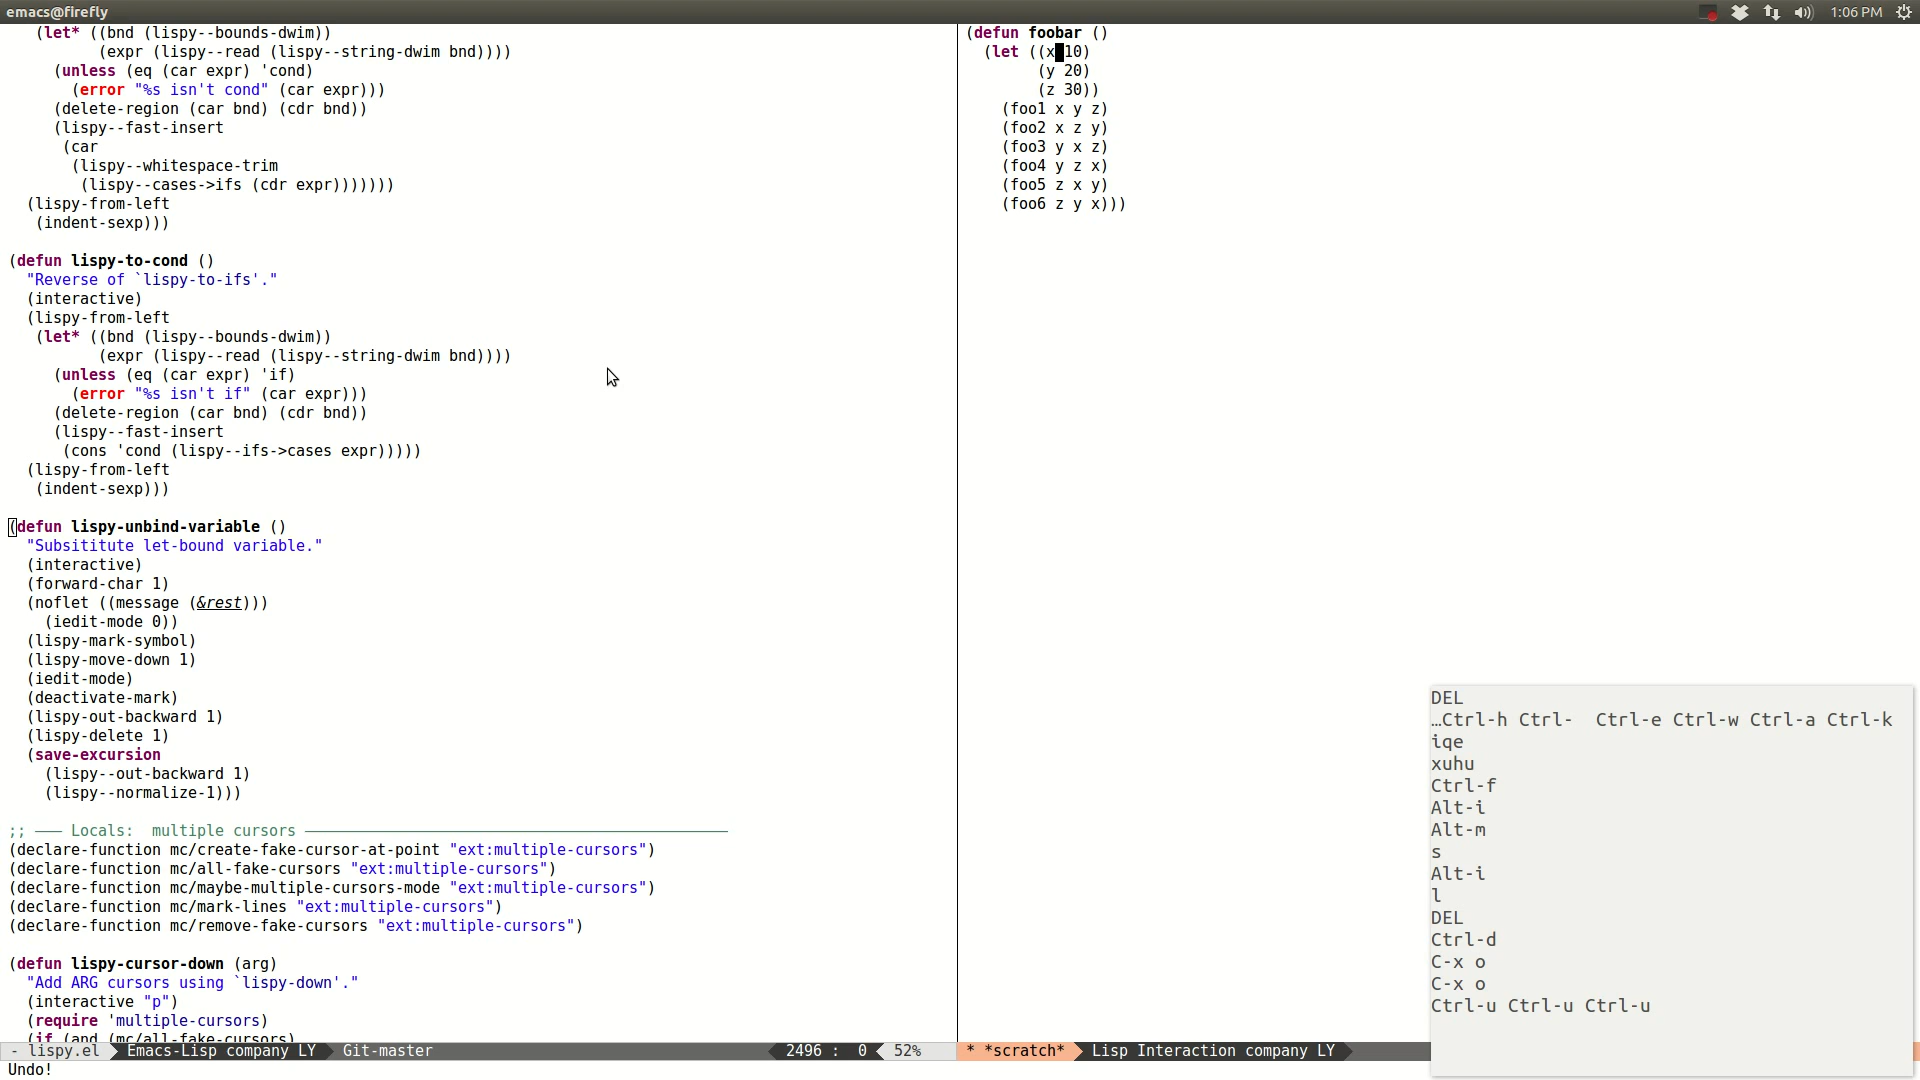 emacs@firefly
1:06 PM
    (let* ((bnd (lispy--bounds-dwim))
          (expr (lispy--read (lispy--string-dwim bnd))))
     (unless (eq (car expr) 'cond)
       (error "%s isn't cond" (car expr)))
     (delete-region (car bnd) (cdr bnd))
     (lispy--fast-insert
      (car
       (lispy--whitespace-trim
        (lispy--cases->ifs (cdr expr)))))))
  (lispy-from-left
   (indent-sexp)))

(defun lispy-to-cond ()
  "Reverse of `lispy-to-ifs'."
  (interactive)
  (lispy-from-left
   (let* ((bnd (lispy--bounds-dwim))
          (expr (lispy--read (lispy--string-dwim bnd))))
     (unless (eq (car expr) 'if)
       (error "%s isn't if" (car expr)))
     (delete-region (car bnd) (cdr bnd))
     (lispy--fast-insert
      (cons 'cond (lispy--ifs->cases expr)))))
  (lispy-from-left
   (indent-sexp)))

(defun lispy-unbind-variable ()
  "Subsititute let-bound variable."
  (interactive)
  (forward-char 1)
  (noflet ((message (&rest)))
    (iedit-mode 0))
  (lispy-mark-symbol)
  (lispy-move-down 1)
  (iedit-mode)
  (deactivate-mark)
  (lispy-out-backward 1)
  (lispy-delete 1)
  (save-excursion
    (lispy--out-backward 1)
    (lispy--normalize-1)))

;; ——— Locals:  multiple cursors ———————————————————————————————————————————————
(declare-function mc/create-fake-cursor-at-point "ext:multiple-cursors")
(declare-function mc/all-fake-cursors "ext:multiple-cursors")
(declare-function mc/maybe-multiple-cursors-mode "ext:multiple-cursors")
(declare-function mc/mark-lines "ext:multiple-cursors")
(declare-function mc/remove-fake-cursors "ext:multiple-cursors")

(defun lispy-cursor-down (arg)
  "Add ARG cursors using `lispy-down'."
  (interactive "p")
  (require 'multiple-cursors)
  (if (and (mc/all-fake-cursors)
- lispy.el  Emacs-Lisp company LY  Git-master  2496 :  0  52%
Undo!
(defun foobar ()
  (let ((x 10)
        (y 20)
        (z 30))
    (foo1 x y z)
    (foo2 x z y)
    (foo3 y x z)
    (foo4 y z x)
    (foo5 z x y)
    (foo6 z y x)))
* *scratch*  Lisp Interaction company LY
DEL
…Ctrl-h Ctrl-  Ctrl-e Ctrl-w Ctrl-a Ctrl-k
iqe
xuhu
Ctrl-f
Alt-i
Alt-m
s
Alt-i
l
DEL
Ctrl-d
C-x o
C-x o
Ctrl-u Ctrl-u Ctrl-u